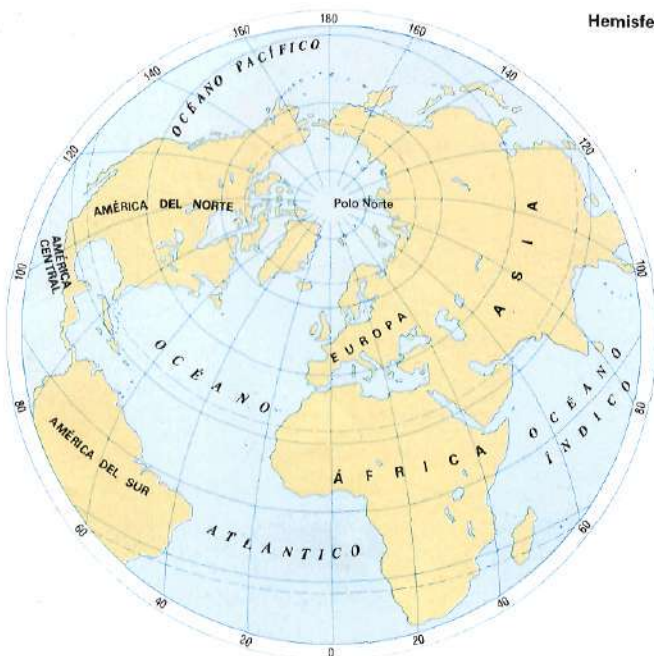 Hemisfe
180
160
160
140
140
120
120
100
100
80
80
60
60
40
40
20
20
0
OCÉANO PACÍFICO
AMÉRICA DEL NORTE
Polo Norte
AMÉRICA
CENTRAL
ASIA
EUROPA
OCÉANO
ATLÁNTICO
OCÉANO
ÍNDICO
ÁFRICA
AMÉRICA DEL SUR